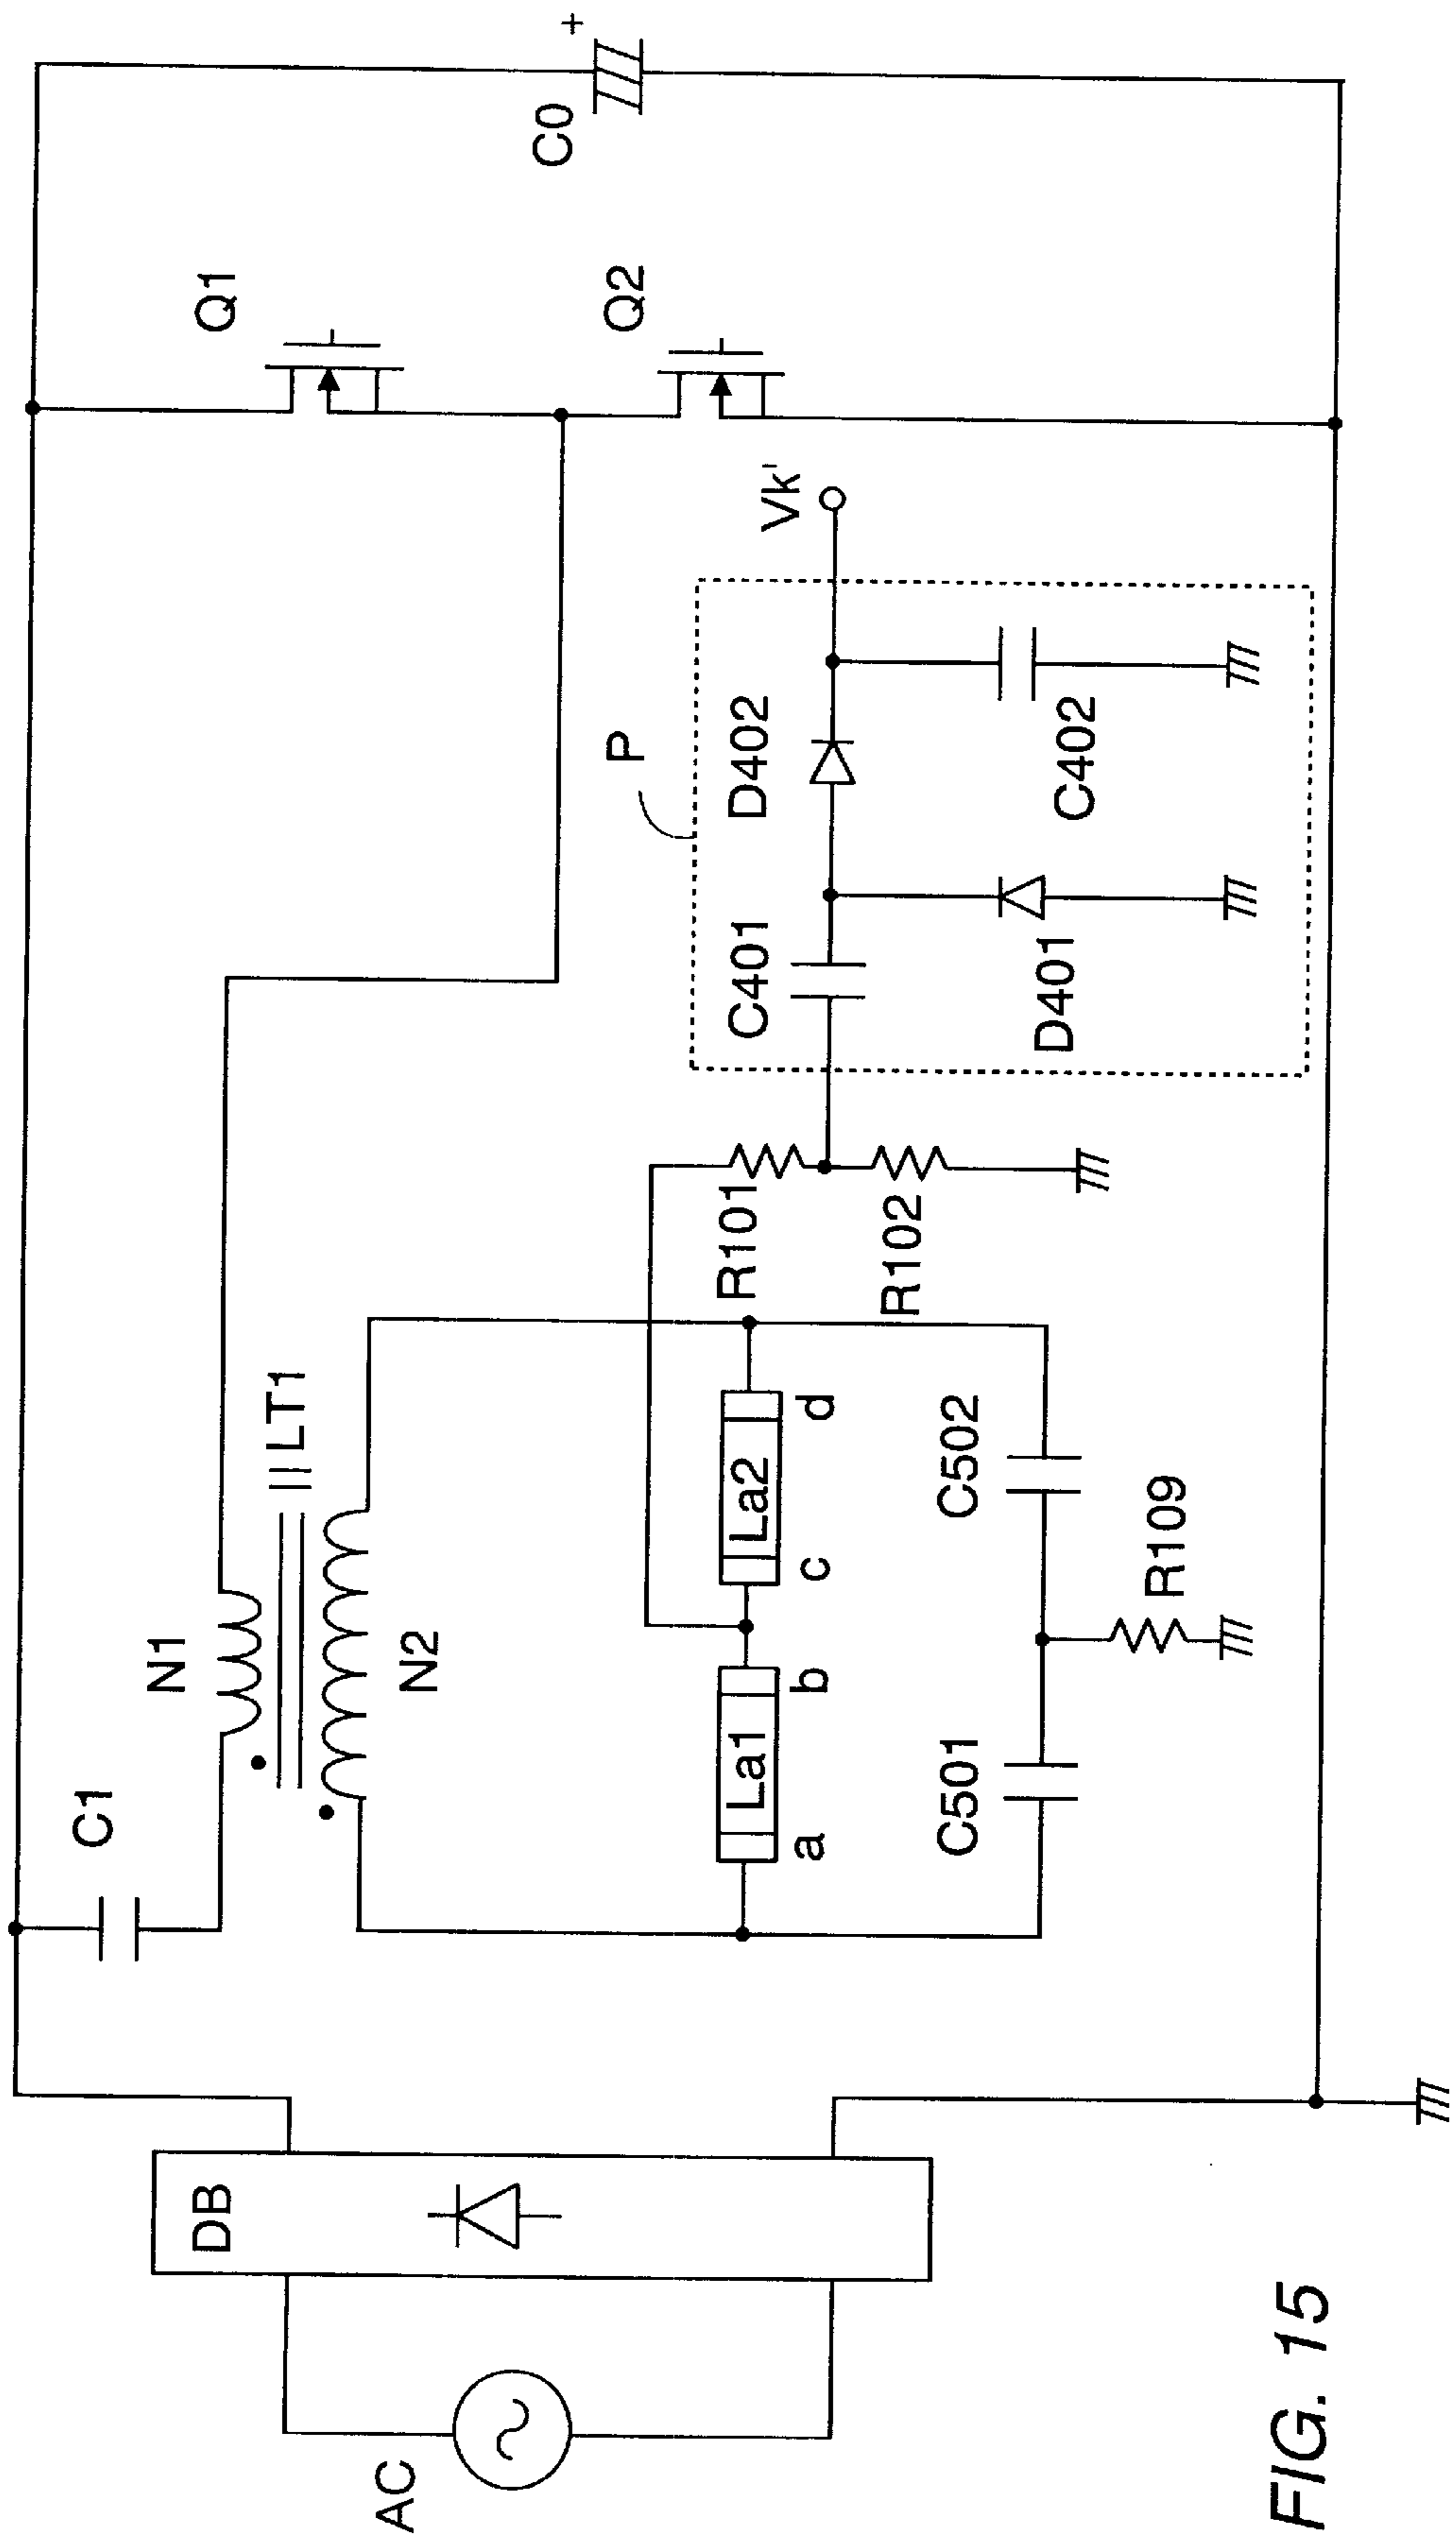 AC
DB
C1
N1
LT1
N2
La1
a
b
La2
c
d
C501
C502
R109
R101
R102
P
C401
D401
D402
C402
Vk'
Q1
Q2
C0
+
FIG. 15